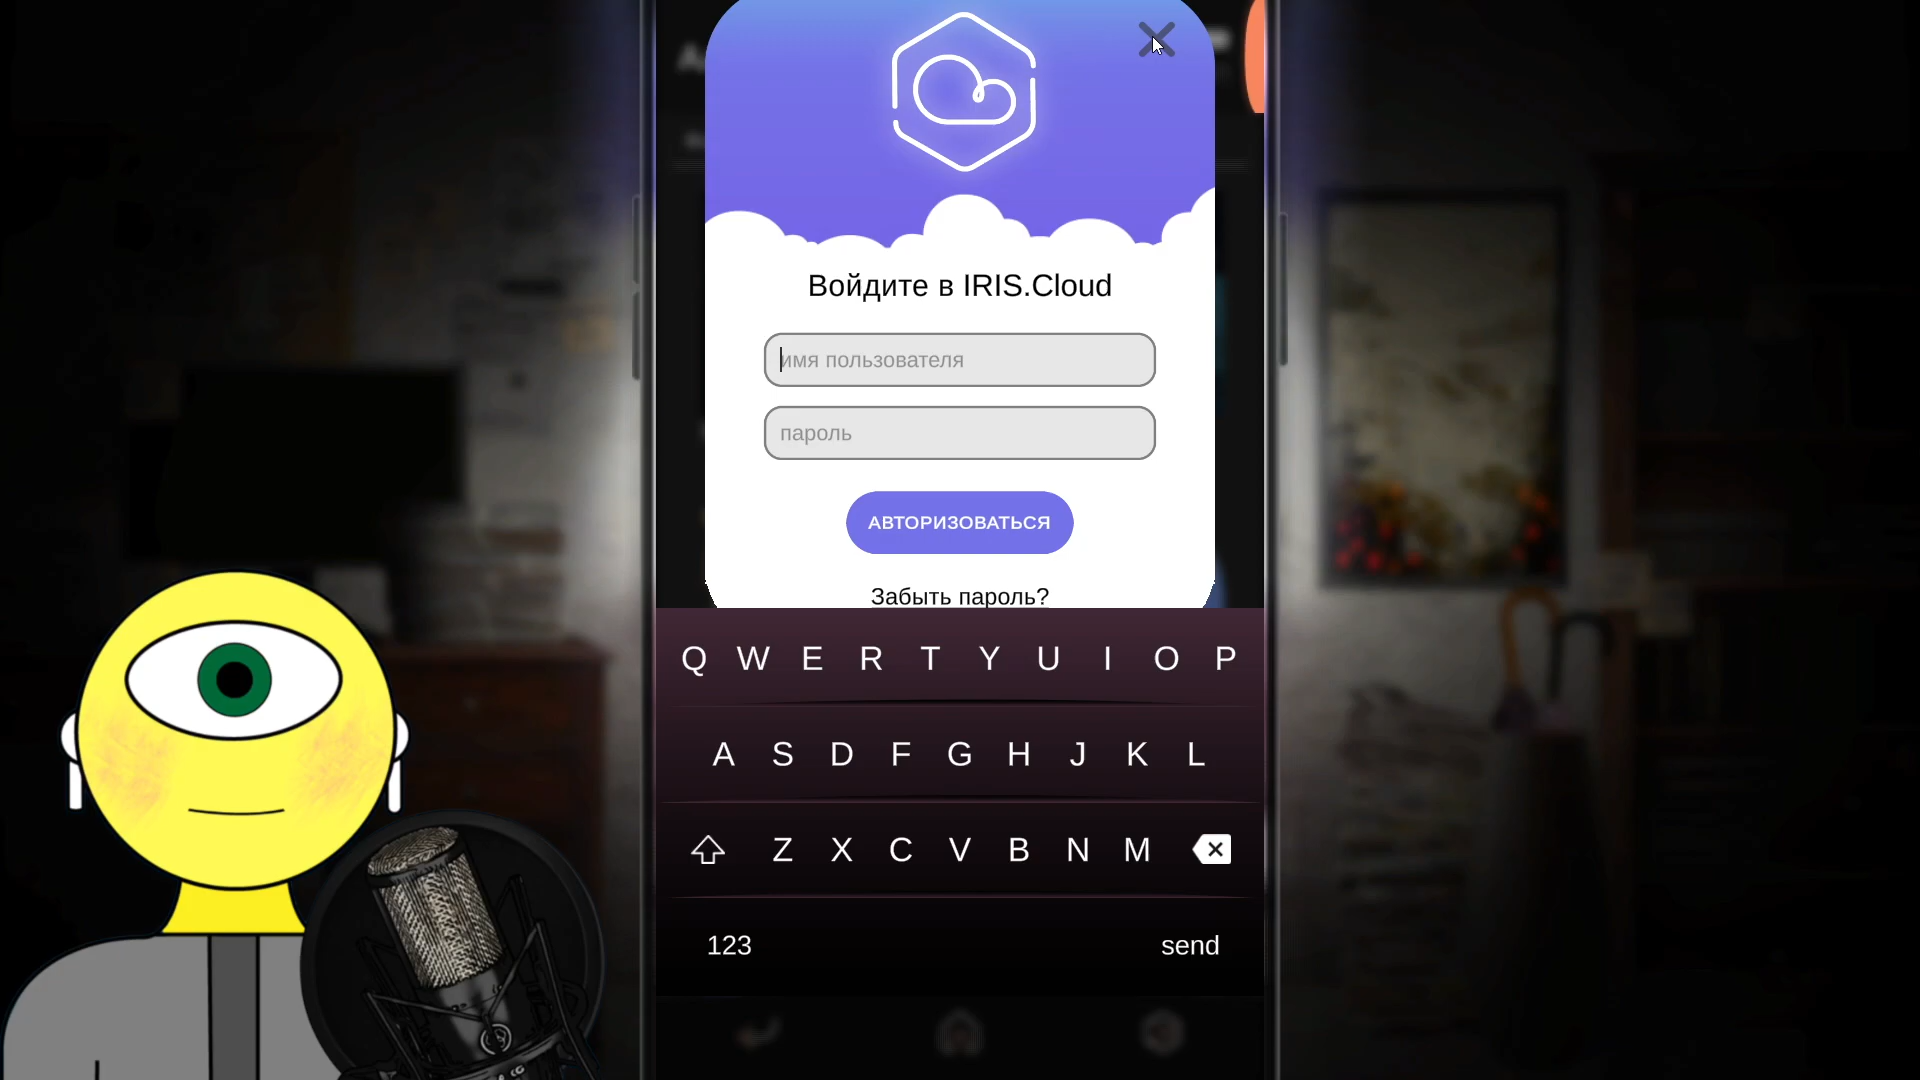 Войдите в IRIS.Cloud
имя пользователя
пароль
АВТОРИЗОВАТЬСЯ
Забыть пароль?
Q W E R T Y U I O P
A S D F G H J K L
Z X C V B N M
123 send